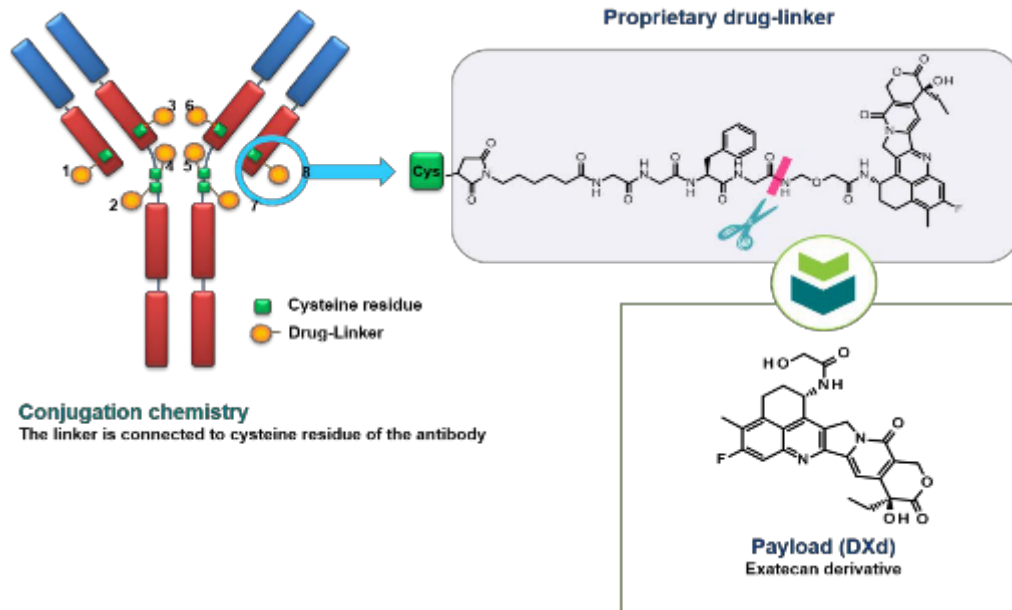 Proprietary drug-linker
3 6
4 5
1 8
2 7
Cys
Cysteine residue
Drug-Linker
Conjugation chemistry
The linker is connected to cysteine residue of the antibody
Payload (DXd)
Exatecan derivative